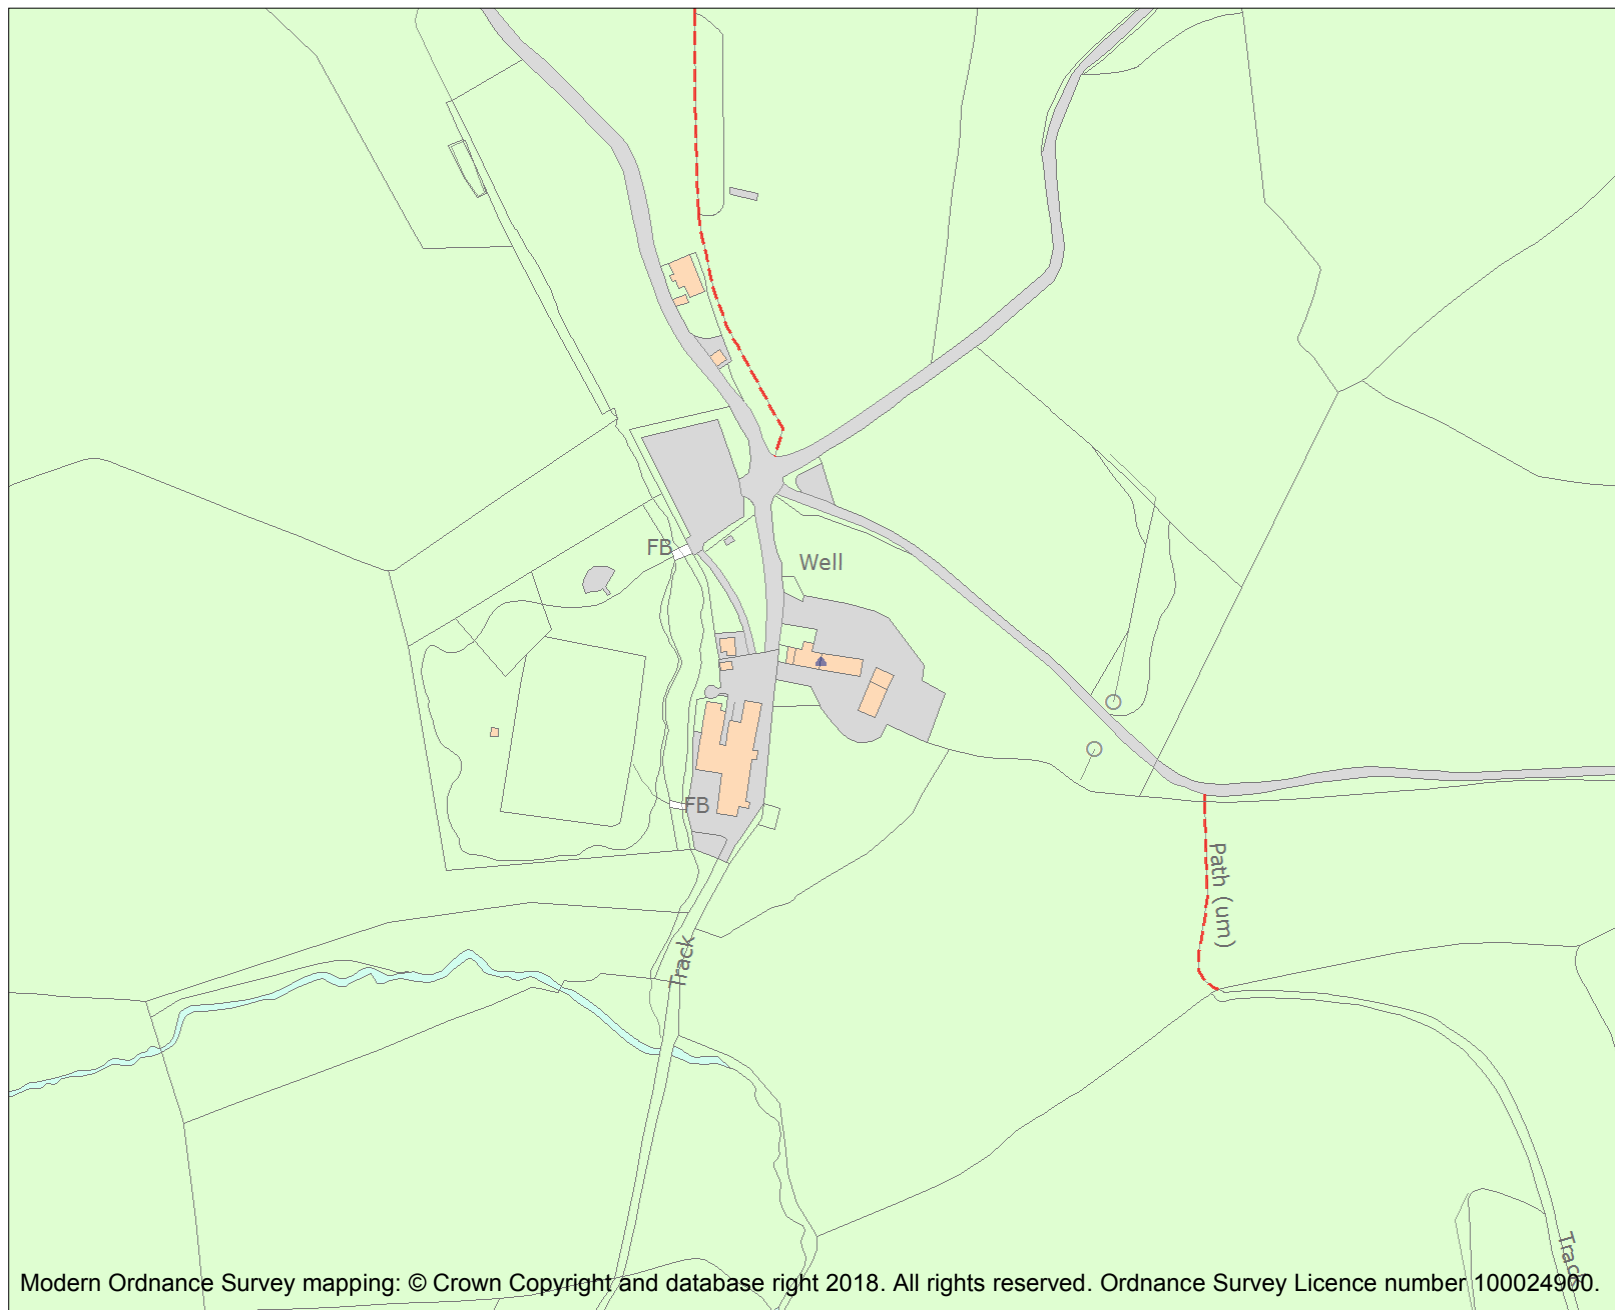 FB
Well
FB
Path (um)
Track
Track
Modern Ordnance Survey mapping: © Crown Copyright and database right 2018. All rights reserved. Ordnance Survey Licence number 100024900.